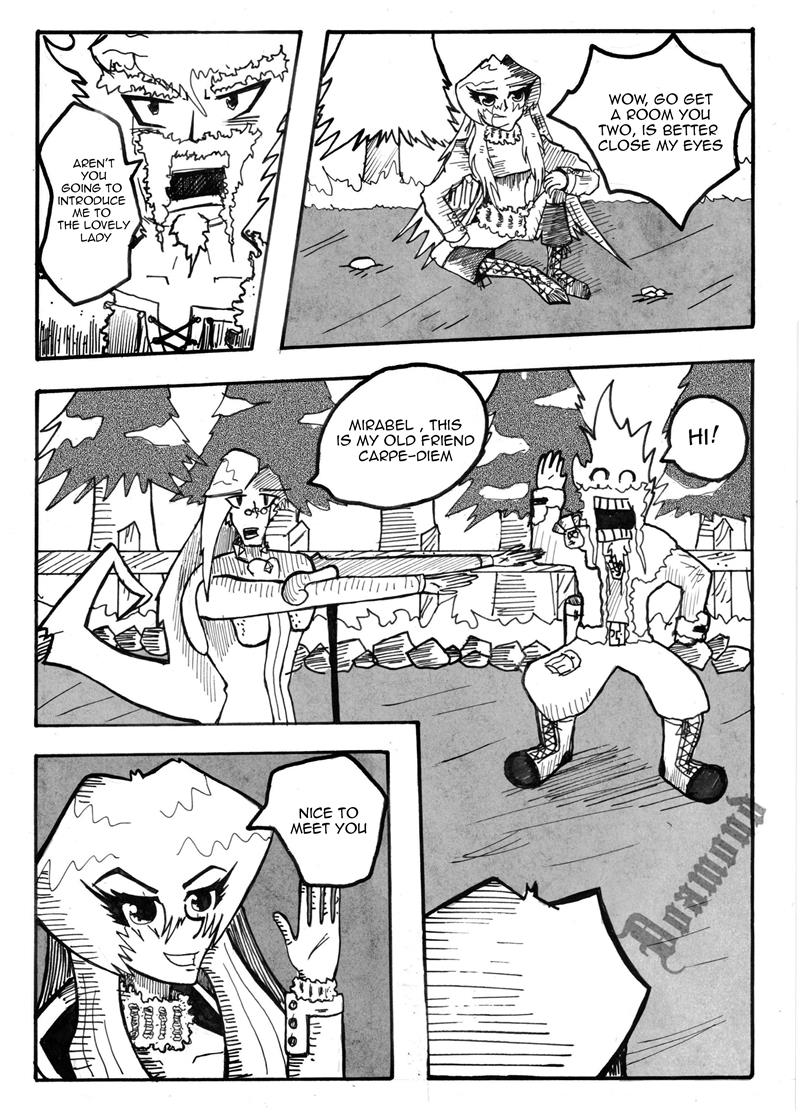 AREN'T
YOU
GOING TO
INTRODUCE
ME TO
THE LOVELY
LADY
WOW, GO GET
A ROOM YOU
TWO, IS BETTER
CLOSE MY EYES
MIRABEL , THIS
IS MY OLD FRIEND
CARPE-DIEM
HI!
NICE TO
MEET YOU